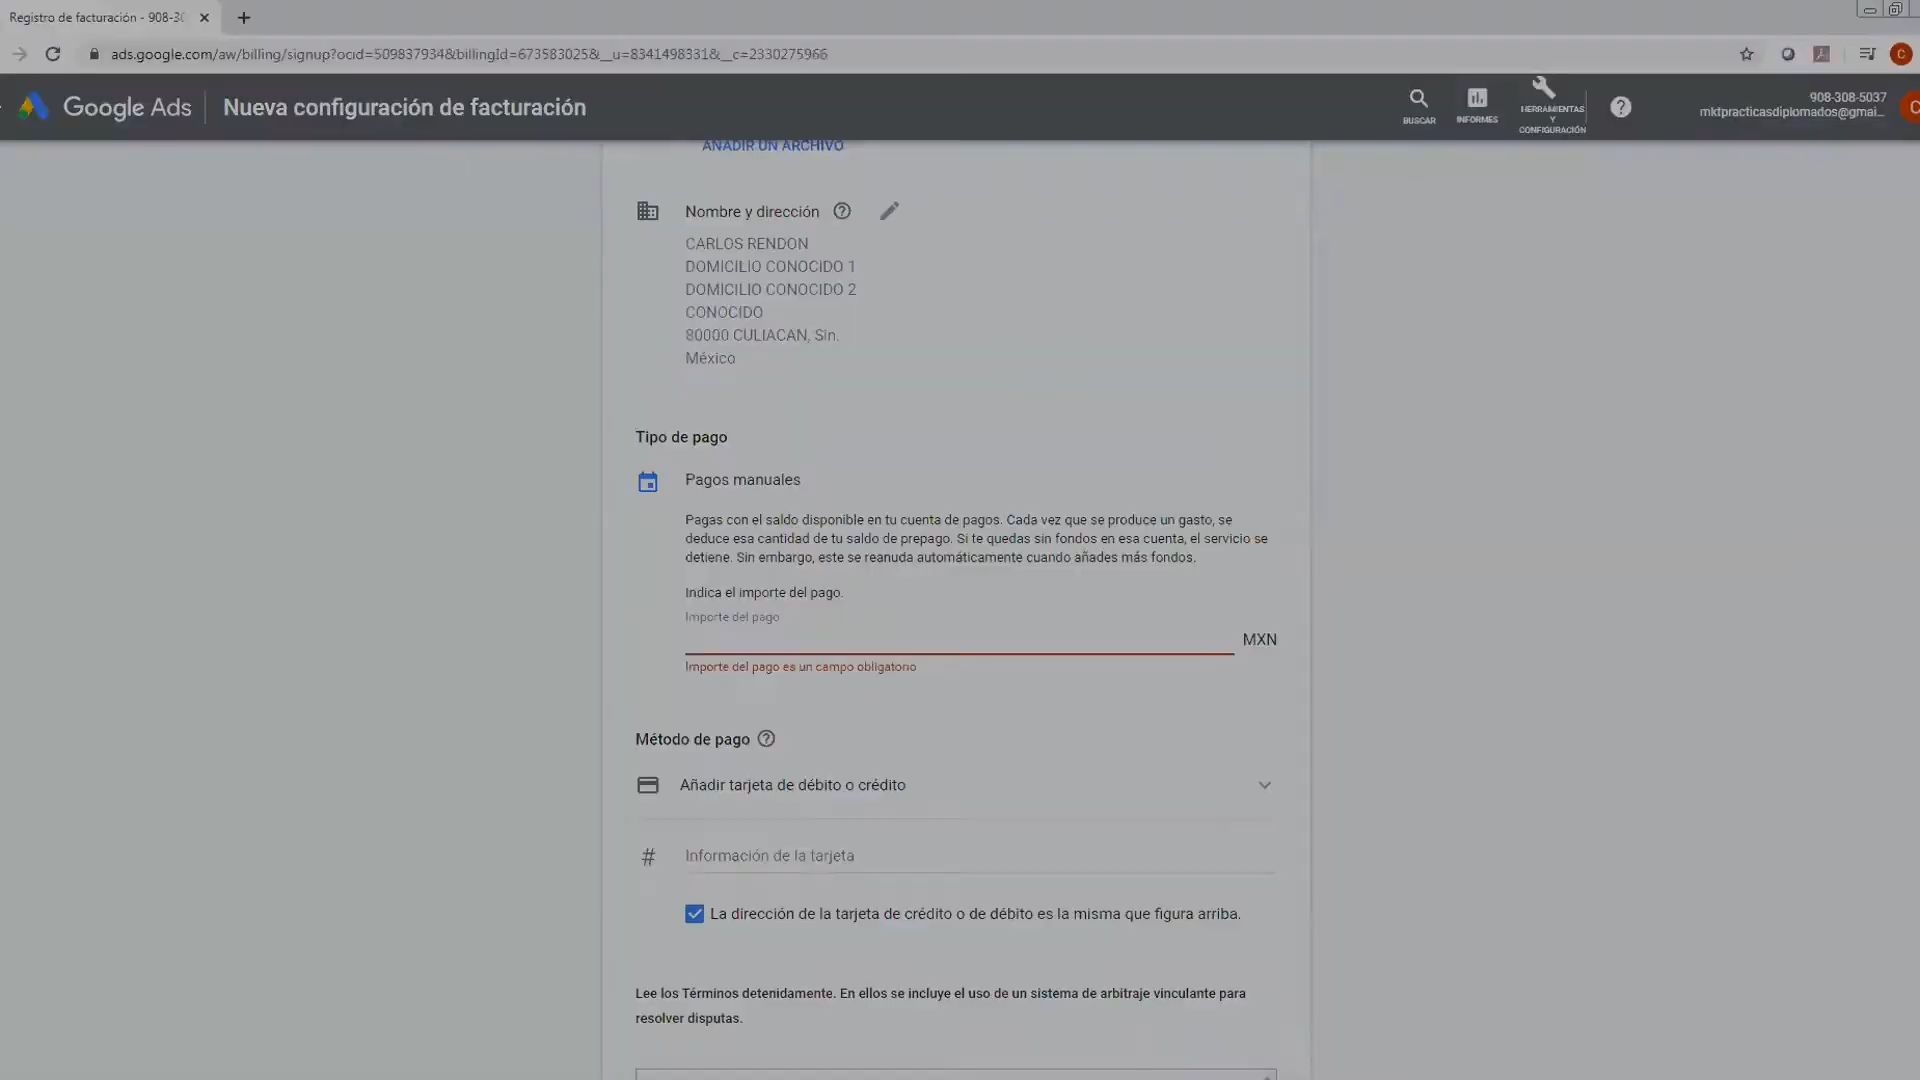 Registro de facturación - 908-30
ads.google.com/aw/billing/signup?ocid=509837934&billingId=673583025&__u=8341498331&__c=2330275966
Google Ads
Nueva configuración de facturación
BUSCAR
INFORMES
HERRAMIENTAS
Y
CONFIGURACIÓN
908-308-5037
mktpracticasdiplomados@gmai...
C
C
AÑADIR UN ARCHIVO
Nombre y dirección
CARLOS RENDON
DOMICILIO CONOCIDO 1
DOMICILIO CONOCIDO 2
CONOCIDO
80000 CULIACAN, Sin.
México
Tipo de pago
Pagos manuales
Pagas con el saldo disponible en tu cuenta de pagos. Cada vez que se produce un gasto, se
deduce esa cantidad de tu saldo de prepago. Si te quedas sin fondos en esa cuenta, el servicio se
detiene. Sin embargo, este se reanuda automáticamente cuando añades más fondos.
Indica el importe del pago.
Importe del pago
MXN
Importe del pago es un campo obligatorio
Método de pago
Añadir tarjeta de débito o crédito
# Información de la tarjeta
La dirección de la tarjeta de crédito o de débito es la misma que figura arriba.
Lee los Términos detenidamente. En ellos se incluye el uso de un sistema de arbitraje vinculante para
resolver disputas.